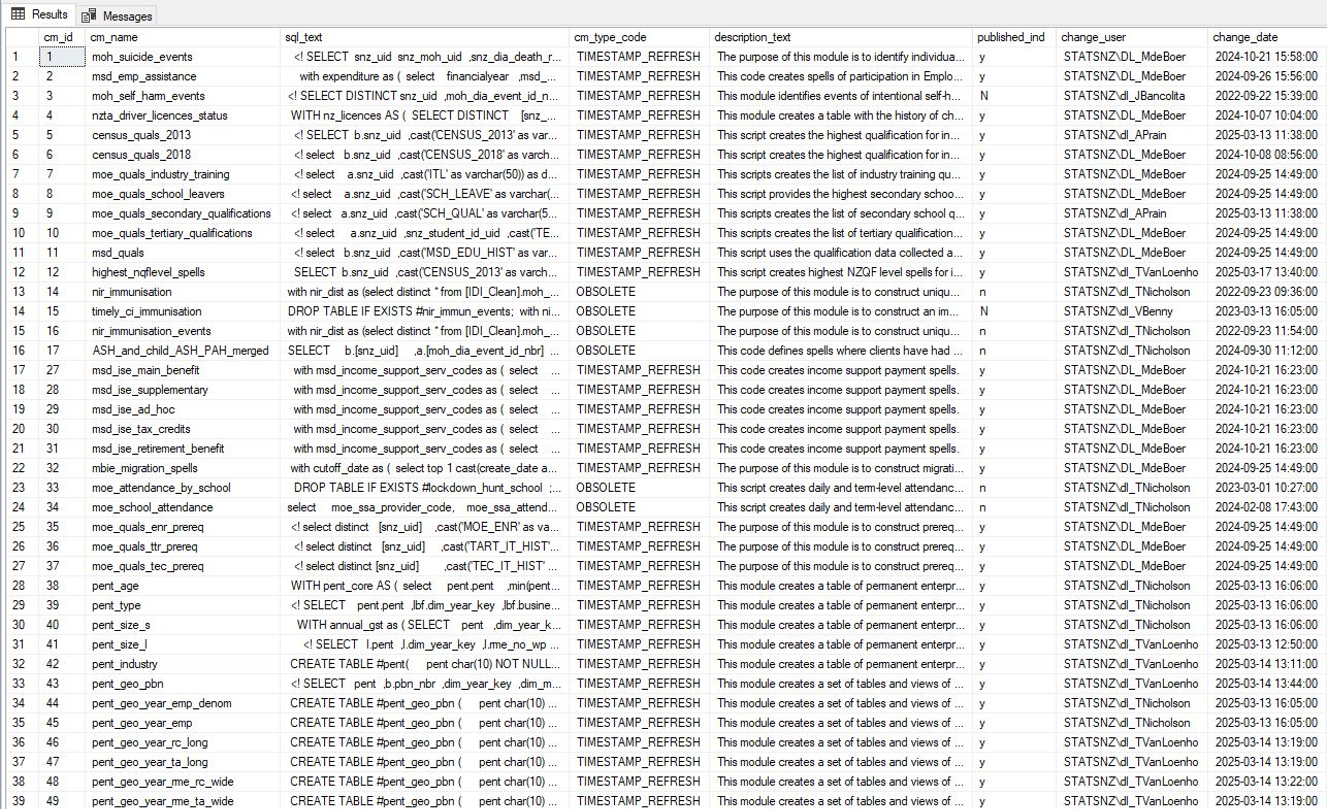 Results Messages
cm_id cm_name sql_text cm_type_code description_text published_ind change_user change_date
1 1 moh_suicide_events <! SELECT snz_uid snz_moh_uid ,snz_dia_death_r... TIMESTAMP_REFRESH The purpose of this module is to identify individua... y STATSNZ\DL_MdeBoer 2024-10-21 15:58:00
2 2 msd_emp_assistance with expenditure as ( select financialyear ,msd_... TIMESTAMP_REFRESH This code creates spells of participation in Emplo... y STATSNZ\DL_MdeBoer 2024-09-26 15:56:00
3 3 moh_self_harm_events <! SELECT DISTINCT snz_uid ,moh_dia_event_id_n... TIMESTAMP_REFRESH This module identifies events of intentional self-h... N STATSNZ\dl_JBancolita 2022-09-22 15:39:00
4 4 nzta_driver_licences_status WITH nz_licences AS ( SELECT DISTINCT [snz_... TIMESTAMP_REFRESH This module creates a table with the history of ch... y STATSNZ\DL_MdeBoer 2024-10-07 10:04:00
5 5 census_quals_2013 <! SELECT b.snz_uid ,cast('CENSUS_2013' as var... TIMESTAMP_REFRESH This script creates the highest qualification for in... y STATSNZ\dl_APrain 2025-03-13 11:38:00
6 6 census_quals_2018 <! select b.snz_uid ,cast('CENSUS_2018' as varch... TIMESTAMP_REFRESH This script creates the highest qualification for in... y STATSNZ\DL_MdeBoer 2024-10-08 08:56:00
7 7 moe_quals_industry_training <! select a.snz_uid ,cast('ITL' as varchar(50)) as d... TIMESTAMP_REFRESH This scripts creates the list of industry training qu... y STATSNZ\DL_MdeBoer 2024-09-25 14:49:00
8 8 moe_quals_school_leavers <! select a.snz_uid ,cast('SCH_LEAVE' as varchar(... TIMESTAMP_REFRESH This script provides the highest secondary schoo... y STATSNZ\DL_MdeBoer 2024-09-25 14:49:00
9 9 moe_quals_secondary_qualifications <! select a.snz_uid ,cast('SCH_QUAL' as varchar(5... TIMESTAMP_REFRESH This scripts creates the list of secondary school q... y STATSNZ\dl_APrain 2025-03-13 11:38:00
10 10 moe_quals_tertiary_qualifications <! select a.snz_uid ,snz_student_id_uid ,cast('TE... TIMESTAMP_REFRESH This scripts creates the list of tertiary qualification... y STATSNZ\DL_MdeBoer 2024-09-25 14:49:00
11 11 msd_quals <! select b.snz_uid ,cast('MSD_EDU_HIST' as var... TIMESTAMP_REFRESH This script uses the qualification data collected a... y STATSNZ\DL_MdeBoer 2024-09-25 14:49:00
12 12 highest_nqflevel_spells SELECT b.snz_uid ,cast('CENSUS_2013' as var... TIMESTAMP_REFRESH This script creates highest NZQF level spells for i... y STATSNZ\dl_TVanLoenho 2025-03-17 13:40:00
13 14 nir_immunisation with nir_dist as (select distinct * from [IDI_Clean].moh_... OBSOLETE The purpose of this module is to construct uniqu... n STATSNZ\dl_TNicholson 2022-09-23 09:36:00
14 15 timely_ci_immunisation DROP TABLE IF EXISTS #nir_immun_events; with ni... OBSOLETE The purpose of this module is to construct an im... N STATSNZ\dl_VBenny 2023-03-31 16:05:00
15 16 nir_immunisation_events with nir_dist as (select distinct * from [IDI_Clean].moh_... OBSOLETE The purpose of this module is to construct uniqu... n STATSNZ\dl_TNicholson 2022-09-23 11:54:00
16 17 ASH_and_child_ASH_PAH_merged SELECT b.[snz_uid] ,a.[moh_dia_event_id_nbr] ... OBSOLETE This code defines spells where clients have had ... n STATSNZ\dl_TNicholson 2024-09-30 11:12:00
17 27 msd_ise_main_benefit with msd_income_support_serv_codes as ( select ... TIMESTAMP_REFRESH This code creates income support payment spells. y STATSNZ\DL_MdeBoer 2024-10-21 16:23:00
18 28 msd_ise_supplementary with msd_income_support_serv_codes as ( select ... TIMESTAMP_REFRESH This code creates income support payment spells. y STATSNZ\DL_MdeBoer 2024-10-21 16:23:00
19 29 msd_ise_ad_hoc with msd_income_support_serv_codes as ( select ... TIMESTAMP_REFRESH This code creates income support payment spells. y STATSNZ\DL_MdeBoer 2024-10-21 16:23:00
20 30 msd_ise_tax_credits with msd_income_support_serv_codes as ( select ... TIMESTAMP_REFRESH This code creates income support payment spells. y STATSNZ\DL_MdeBoer 2024-10-21 16:23:00
21 31 msd_ise_retirement_benefit with msd_income_support_serv_codes as ( select ... TIMESTAMP_REFRESH This code creates income support payment spells. y STATSNZ\DL_MdeBoer 2024-10-21 16:23:00
22 32 mbie_migration_spells with cutoff_date as ( select top 1 cast(create_date a... TIMESTAMP_REFRESH The purpose of this module is to construct migrati... y STATSNZ\DL_MdeBoer 2024-09-25 14:49:00
23 33 moe_attendance_by_school DROP TABLE IF EXISTS #lockdown_hunt_school ;... OBSOLETE This script creates daily and term-level attendanc... n STATSNZ\dl_TNicholson 2023-03-01 10:27:00
24 34 moe_school_attendance select moe_ssa_provider_code, moe_ssa_attend... OBSOLETE This script creates daily and term-level attendanc... n STATSNZ\dl_TNicholson 2024-02-08 17:43:00
25 35 moe_quals_enr_prereq <! select distinct [snz_uid] ,cast('MOE_ENR' as va... TIMESTAMP_REFRESH The purpose of this module is to construct prereq... y STATSNZ\DL_MdeBoer 2024-09-25 14:49:00
26 36 moe_quals_ttr_prereq <! select distinct [snz_uid] ,cast('TART_IT_HIST'... TIMESTAMP_REFRESH The purpose of this module is to construct prereq... y STATSNZ\DL_MdeBoer 2024-09-25 14:49:00
27 37 moe_quals_tec_prereq <! select distinct [snz_uid] ,cast('TEC_IT_HIST' ... TIMESTAMP_REFRESH The purpose of this module is to construct prereq... y STATSNZ\DL_MdeBoer 2024-09-25 14:49:00
28 38 pent_age WITH pent_core AS ( select pent.pent ,min(pent... TIMESTAMP_REFRESH This module creates a table of permanent enterpr... y STATSNZ\dl_TNicholson 2025-03-13 16:06:00
29 39 pent_type <! SELECT pent.pent ,lbf.dim_year_key ,lbf.busine... TIMESTAMP_REFRESH This module creates a table of permanent enterpr... y STATSNZ\dl_TNicholson 2025-03-13 16:06:00
30 40 pent_size_s WITH annual_gst as ( SELECT pent ,dim_year_k... TIMESTAMP_REFRESH This module creates a table of permanent enterpr... y STATSNZ\dl_TNicholson 2025-03-13 16:06:00
31 41 pent_size_l <! SELECT l.pent ,l.dim_year_key ,l.me_no_wp ... TIMESTAMP_REFRESH This module creates a table of permanent enterpr... y STATSNZ\dl_TVanLoenho 2025-03-13 12:50:00
32 42 pent_industry CREATE TABLE #pent( pent char(10) NOT NULL... TIMESTAMP_REFRESH This module creates a table of permanent enterpr... y STATSNZ\dl_TVanLoenho 2025-03-14 13:11:00
33 43 pent_geo_pbn <! SELECT pent ,b.pbn_nbr ,dim_year_key ,dim_m... TIMESTAMP_REFRESH This module creates a set of tables and views of ... y STATSNZ\dl_TVanLoenho 2025-03-14 13:44:00
34 44 pent_geo_year_emp_denom CREATE TABLE #pent_geo_pbn ( pent char(10) ... TIMESTAMP_REFRESH This module creates a set of tables and views of ... y STATSNZ\dl_TNicholson 2025-03-13 16:05:00
35 45 pent_geo_year_emp CREATE TABLE #pent_geo_pbn ( pent char(10) ... TIMESTAMP_REFRESH This module creates a set of tables and views of ... y STATSNZ\dl_TNicholson 2025-03-13 16:05:00
36 46 pent_geo_year_rc_long CREATE TABLE #pent_geo_pbn ( pent char(10) ... TIMESTAMP_REFRESH This module creates a set of tables and views of ... y STATSNZ\dl_TVanLoenho 2025-03-14 13:19:00
37 47 pent_geo_year_ta_long CREATE TABLE #pent_geo_pbn ( pent char(10) ... TIMESTAMP_REFRESH This module creates a set of tables and views of ... y STATSNZ\dl_TVanLoenho 2025-03-14 13:19:00
38 48 pent_geo_year_rme_rc_wide CREATE TABLE #pent_geo_pbn ( pent char(10) ... TIMESTAMP_REFRESH This module creates a set of tables and views of ... y STATSNZ\dl_TVanLoenho 2025-03-14 13:22:00
39 49 pent_geo_year_rme_ta_wide CREATE TABLE #pent_geo_pbn ( pent char(10) ... TIMESTAMP_REFRESH This module creates a set of tables and views of ... y STATSNZ\dl_TVanLoenho 2025-03-14 13:19:00